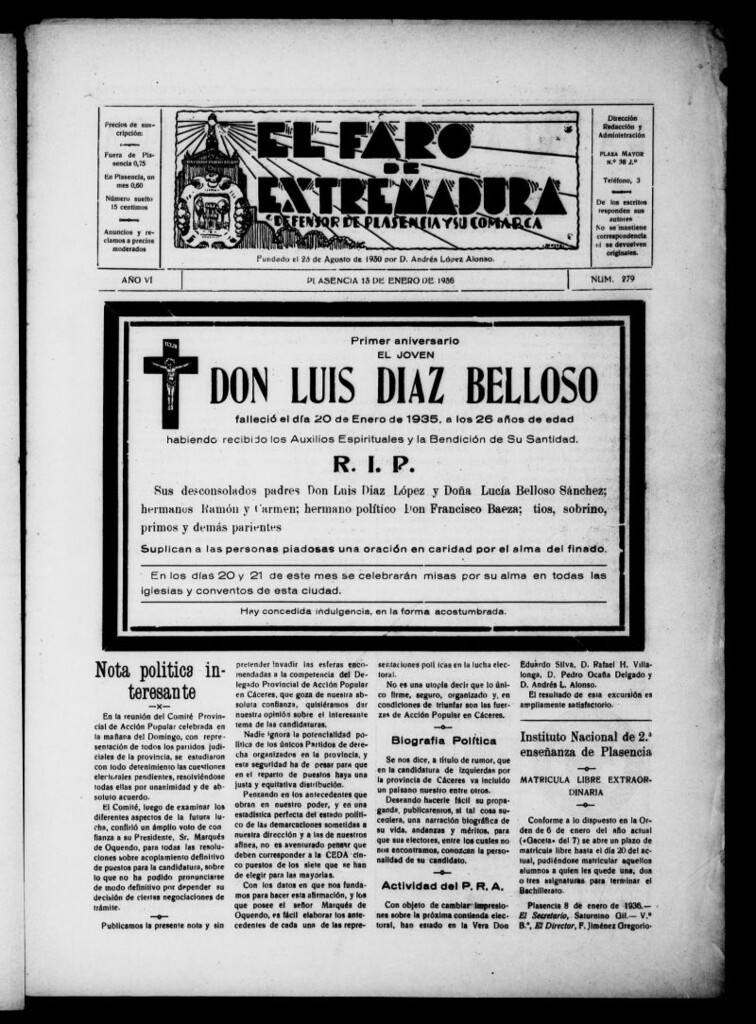 Precios de sus-
cripción:
Fuera de Pla-
sencia 0,75
En Plasencia, un
mes 0,60
Número suelto
15 céntimos
Anuncios y re-
clamos a precios
moderados
EL FARO
DE
EXTREMADURA
DEFENSOR DE PLASENCIA Y SU COMARCA
Fundado el 23 de Agosto de 1930 por D. Andrés López Alonso.
Dirección
Redacción y
Administración
PLAZA MAYOR
N.º 36 2.º
Teléfono, 3
De los escritos
responden sus
autores
No se mantiene
correspondencia
ni se devuelven
originales.
AÑO VI
PLASENCIA 13 DE ENERO DE 1936
NUM. 279
Primer aniversario
EL JOVEN
DON LUIS DIAZ BELLOSO
falleció el día 20 de Enero de 1935, a los 26 años de edad
habiendo recibido los Auxilios Espirituales y la Bendición de Su Santidad.
R. I. P.
Sus desconsolados padres Don Luis Diaz López y Doña Lucía Belloso Sánchez;
hermanos Ramón y Carmen; hermano político Don Francisco Baeza; tios, sobrino,
primos y demás parientes
Suplican a las personas piadosas una oración en caridad por el alma del finado.
En los días 20 y 21 de este mes se celebrarán misas por su alma en todas las
iglesias y conventos de esta ciudad.
Hay concedida indulgencia, en la forma acostumbrada.
Nota politica in-
teresante
En la reunión del Comité Provin-
cial de Acción Popular celebrada en
la mañana del Domingo, con repre-
sentación de todos los partidos judi-
ciales de la provincia, se estudiaron
con todo detenimiento las cuestiones
electorales pendientes, resolviéndose
todas ellas por unanimidad y de ab-
soluto acuerdo.
El Comité, luego de examinar los
diferentes aspectos de la futura lu-
cha, confirió un amplio voto de con-
fianza a su Presidente, Sr. Marqués
de Oquendo, para todas las resolu-
ciones sobre acoplamiento definitivo
de puestos para la candidatura, sobre
lo que no ha podido pronunciarse
de modo definitivo por depender su
decisión de ciertas negociaciones de
trámite.
Publicamos la presente nota y sin
pretender invadir las esferas enco-
mendadas a la competencia del De-
legado Provincial de Acción Popular
en Cáceres, que goza de nuestra ab-
soluta confianza, quisiéramos dar
nuestra opinión sobre el interesante
tema de las candidaturas.
Nadie ignora la potencialidad po-
lítica de los únicos Partidos de dere-
cha organizados en la provincia, y
esta seguridad ha de pesar para que
en el reparto de puestos haya una
justa y equitativa distribución.
Pensando en los antecedentes que
obran en nuestro poder, y en una
estadística perfecta del estado políti-
co de las demarcaciones sometidas a
nuestra dirección y a las de nuestros
afines, no es aventurado pensar que
deben corresponder a la CEDA cin-
co puestos de los siete que se han
de elegir para las mayorías.
Con los datos en que nos funda-
mos para hacer esta afirmación, y los
que posee el señor Marqués de
Oquendo, es fácil elaborar los ante-
cedentes de cada una de las repre-
sentaciones políticas en la lucha elec-
toral.
No es una utopía decir que lo úni-
co firme, seguro, organizado y, en
condiciones de triunfar son las fuer-
zas de Acción Popular en Cáceres.
Biografia Política
Se nos dice, a título de rumor, que
en la candidatura de izquierdas por
la provincia de Cáceres va incluido
un paisano nuestro entre otros.
Deseando hacerle fácil su propa-
ganda, publicaremos, si tal cosa su-
cediera, una narración biográfica de
su vida, andanzas y méritos, para
que sus electores, entre los cuales no
nos encontramos, conozcan la perso-
nalidad de su candidato.
Actividad del P. R. A.
Con objeto de cambiar impresio-
nes sobre la próxima contienda elec-
toral, han estado en la Vera Don
Eduardo Silva, D. Rafael H. Villa-
longa, D. Pedro Ocaña Delgado y
D. Andrés L. Alonso.
El resultado de esta excursión es
ampliamente satisfactorio.
Instituto Nacional de 2.ª
enseñanza de Plasencia
MATRICULA LIBRE EXTRAOR-
DINARIA
Conforme a lo dispuesto en la Or-
den de 6 de enero del año actual
(«Gaceta» del 7) se abre un plazo de
matrícula libre hasta el día 20 del ac-
tual, pudiéndose matricular aquellos
alumnos a quien les quede una, dos
o tres asignaturas para terminar el
Bachillerato.
Plasencia 8 de enero de 1936.—
El Secretario, Saturnino Gil.— V.º
B.º, El Director, F. Jiménez Gregorio-